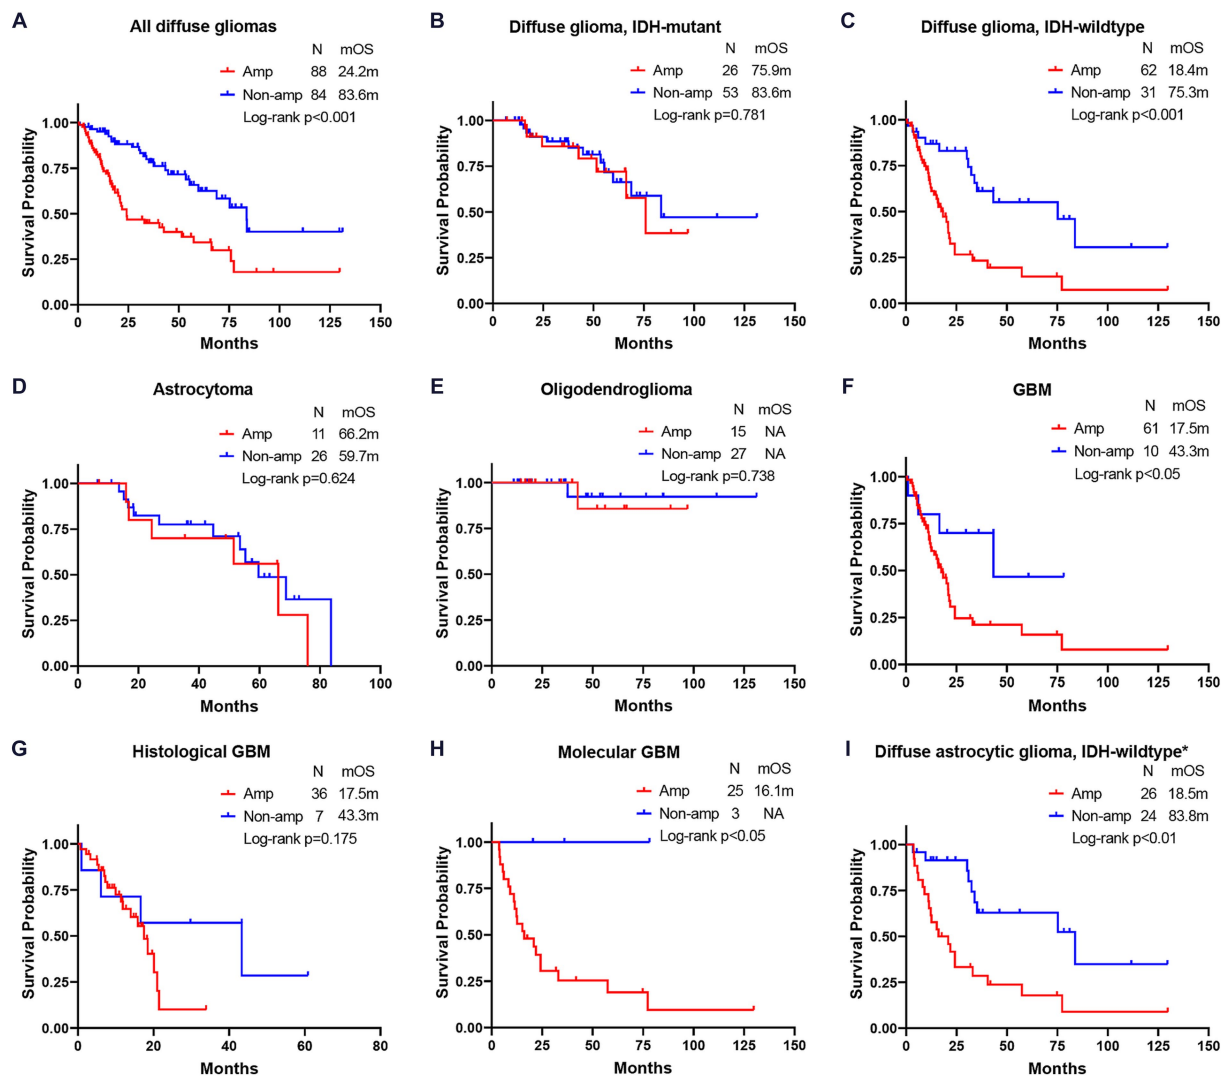 A
All diffuse gliomas
N mOS
Amp 88 24.2m
Non-amp 84 83.6m
Log-rank p<0.001
Survival Probability
1.00
0.75
0.50
0.25
0.00
0 25 50 75 100 125 150
Months
B
Diffuse glioma, IDH-mutant
N mOS
Amp 26 75.9m
Non-amp 53 83.6m
Log-rank p=0.781
Survival Probability
1.00
0.75
0.50
0.25
0.00
0 25 50 75 100 125 150
Months
C
Diffuse glioma, IDH-wildtype
N mOS
Amp 62 18.4m
Non-amp 31 75.3m
Log-rank p<0.001
Survival Probability
1.00
0.75
0.50
0.25
0.00
0 25 50 75 100 125 150
Months
D
Astrocytoma
N mOS
Amp 11 66.2m
Non-amp 26 59.7m
Log-rank p=0.624
Survival Probability
1.00
0.75
0.50
0.25
0.00
0 20 40 60 80 100
Months
E
Oligodendroglioma
N mOS
Amp 15 NA
Non-amp 27 NA
Log-rank p=0.738
Survival Probability
1.00
0.75
0.50
0.25
0.00
0 25 50 75 100 125 150
Months
F
GBM
N mOS
Amp 61 17.5m
Non-amp 10 43.3m
Log-rank p<0.05
Survival Probability
1.00
0.75
0.50
0.25
0.00
0 25 50 75 100 125 150
Months
G
Histological GBM
N mOS
Amp 36 17.5m
Non-amp 7 43.3m
Log-rank p=0.175
Survival Probability
1.00
0.75
0.50
0.25
0.00
0 20 40 60 80
Months
H
Molecular GBM
N mOS
Amp 25 16.1m
Non-amp 3 NA
Log-rank p<0.05
Survival Probability
1.00
0.75
0.50
0.25
0.00
0 25 50 75 100 125 150
Months
I
Diffuse astrocytic glioma, IDH-wildtype*
N mOS
Amp 26 18.5m
Non-amp 24 83.8m
Log-rank p<0.01
Survival Probability
1.00
0.75
0.50
0.25
0.00
0 25 50 75 100 125 150
Months